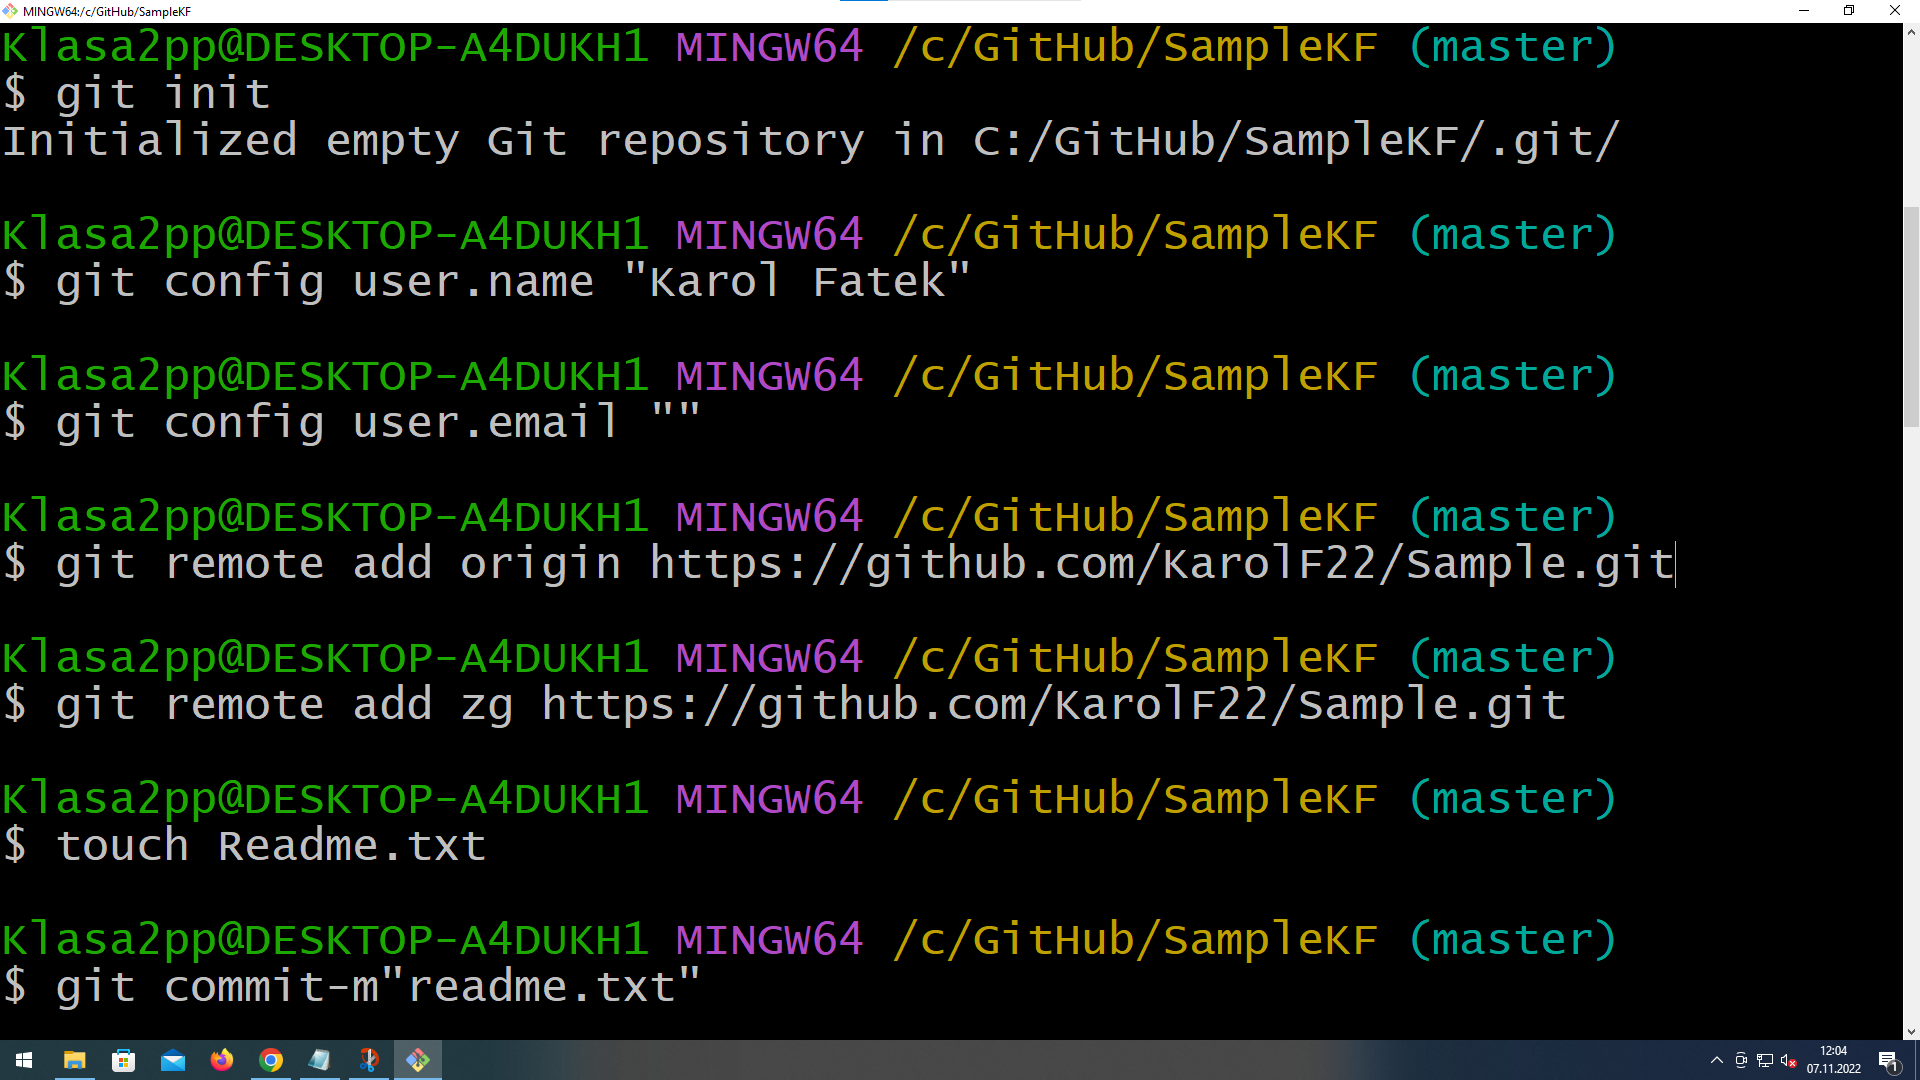 MINGW64:/c/GitHub/SampleKF
Klasa2pp@DESKTOP-A4DUKH1 MINGW64 /c/GitHub/SampleKF (master)
$ git init
Initialized empty Git repository in C:/GitHub/SampleKF/.git/
Klasa2pp@DESKTOP-A4DUKH1 MINGW64 /c/GitHub/SampleKF (master)
$ git config user.name "Karol Fatek"
Klasa2pp@DESKTOP-A4DUKH1 MINGW64 /c/GitHub/SampleKF (master)
$ git config user.email ""
Klasa2pp@DESKTOP-A4DUKH1 MINGW64 /c/GitHub/SampleKF (master)
$ git remote add origin https://github.com/KarolF22/Sample.git
Klasa2pp@DESKTOP-A4DUKH1 MINGW64 /c/GitHub/SampleKF (master)
$ git remote add zg https://github.com/KarolF22/Sample.git
Klasa2pp@DESKTOP-A4DUKH1 MINGW64 /c/GitHub/SampleKF (master)
$ touch Readme.txt
Klasa2pp@DESKTOP-A4DUKH1 MINGW64 /c/GitHub/SampleKF (master)
$ git commit-m"readme.txt"
12:04
07.11.2022
1